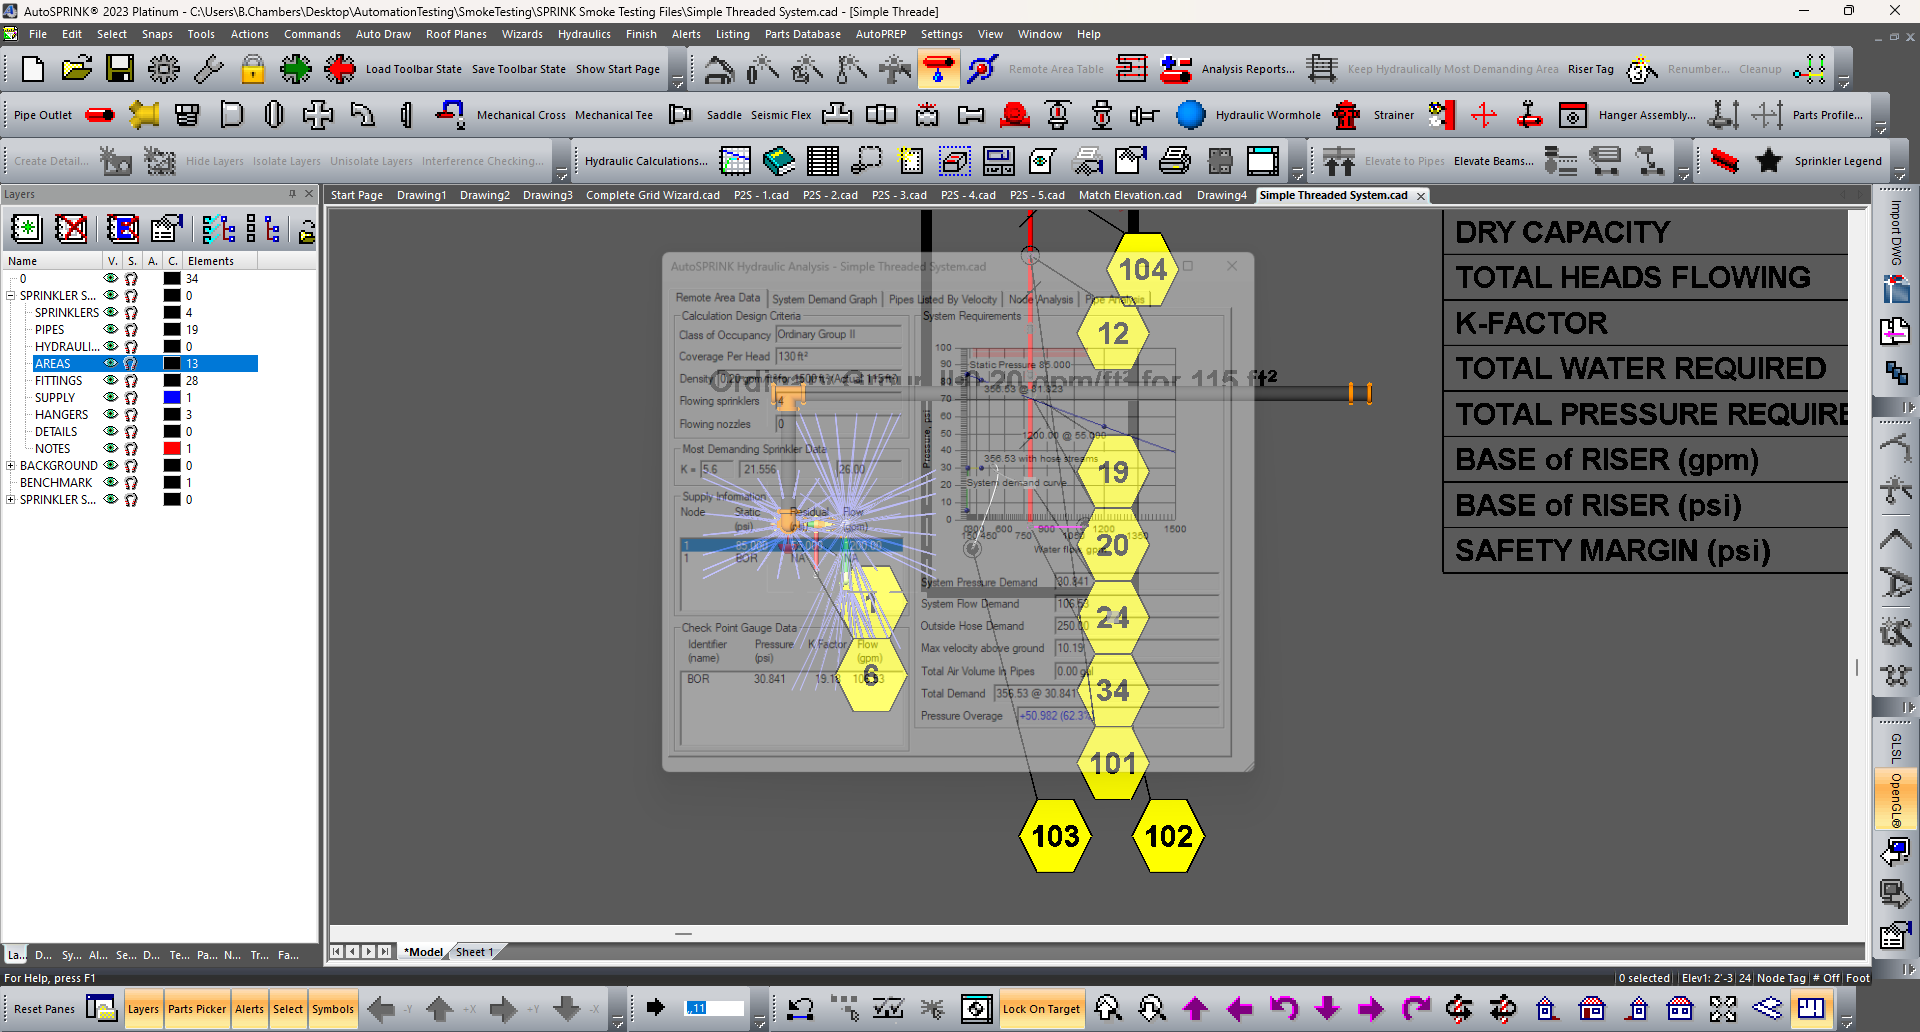 AutoSPRINK® 2023 Platinum - C:\Users\B.Chambers\Desktop\AutomationTesting\SmokeTesting\SPRINK Smoke Testing Files\Simple Threaded System.cad - [Simple Threade]
File Edit Select Snaps Tools Actions Commands Auto Draw Roof Planes Wizards Hydraulics Finish Alerts Listing Parts Database AutoPREP Settings View Window Help
Load Toolbar State Save Toolbar State Show Start Page Remote Area Table Analysis Reports... Keep Hydraulically Most Demanding Area Riser Tag Renumber... Cleanup
Pipe Outlet Mechanical Cross Mechanical Tee Saddle Seismic Flex Hydraulic Wormhole Strainer Hanger Assembly... Parts Profile...
Create Detail... Hide Layers Isolate Layers Unisolate Layers Interference Checking... Hydraulic Calculations... Elevate to Pipes Elevate Beams... Sprinkler Legend
Layers
Start Page Drawing1 Drawing2 Drawing3 Complete Grid Wizard.cad P2S - 1.cad P2S - 2.cad P2S - 3.cad P2S - 4.cad P2S - 5.cad Match Elevation.cad Drawing4 Simple Threaded System.cad
Name V. S. A. C. Elements
0 34
SPRINKLER S... 0
SPRINKLERS 4
PIPES 19
HYDRAULI... 0
AREAS 13
FITTINGS 28
SUPPLY 1
HANGERS 3
DETAILS 0
NOTES 1
BACKGROUND 0
BENCHMARK 1
SPRINKLER S... 0
AutoSPRINK Hydraulic Analysis - Simple Threaded System.cad
Remote Area Data System Demand Graph Pipes Listed By Velocity Node Analysis Pipe Analysis
Calculation Design Criteria
Class of Occupancy Ordinary Group II
Coverage Per Head 130 ft²
Density 0.20 gpm/ft² for 1500 ft² (Actual 115 ft²)
Flowing sprinklers 4
Flowing nozzles 0
Most Demanding Sprinkler Data
K = 5.6 21.556 26.00
Supply Information
Node Static (psi) Residual (psi) Flow (gpm)
1 85.000 55.000 1200.00
1 BOR NA NA
Check Point Gauge Data
Identifier (name) Pressure (psi) K Factor Flow (gpm)
BOR 30.841 19.18 106.53
System Requirements
Static Pressure 85.000
356.53 @ 81.823
1200.00 @ 55.000
356.53 with hose streams
System demand curve
Pressure, psi
100
90
80
70
60
50
40
30
20
10
0
150 300 450 600 750 900 1050 1200 1350 1500
Water flow, gpm
System Pressure Demand 30.841
System Flow Demand 106.53
Outside Hose Demand 250.00
Max velocity above ground 10.19
Total Air Volume In Pipes 0.00 gal
Total Demand 356.53 @ 30.841
Pressure Overage +50.982 (62.3%
Ordinary Group II 0.20 gpm/ft² for 115 ft²
104
12
19
20
24
34
101
103
102
1
6
DRY CAPACITY
TOTAL HEADS FLOWING
K-FACTOR
TOTAL WATER REQUIRED
TOTAL PRESSURE REQUIRE
BASE of RISER (gpm)
BASE of RISER (psi)
SAFETY MARGIN (psi)
Import DWG
GLSL
OpenGL®
La... D... Sy... Al... Se... D... Te... Pa... N... Tr... Fa...
*Model Sheet 1
For Help, press F1
0 selected Elev1: 2'-3 24 Node Tag # Off Foot
Reset Panes Layers Parts Picker Alerts Select Symbols -Y +X +Y -X ,,11 Lock On Target